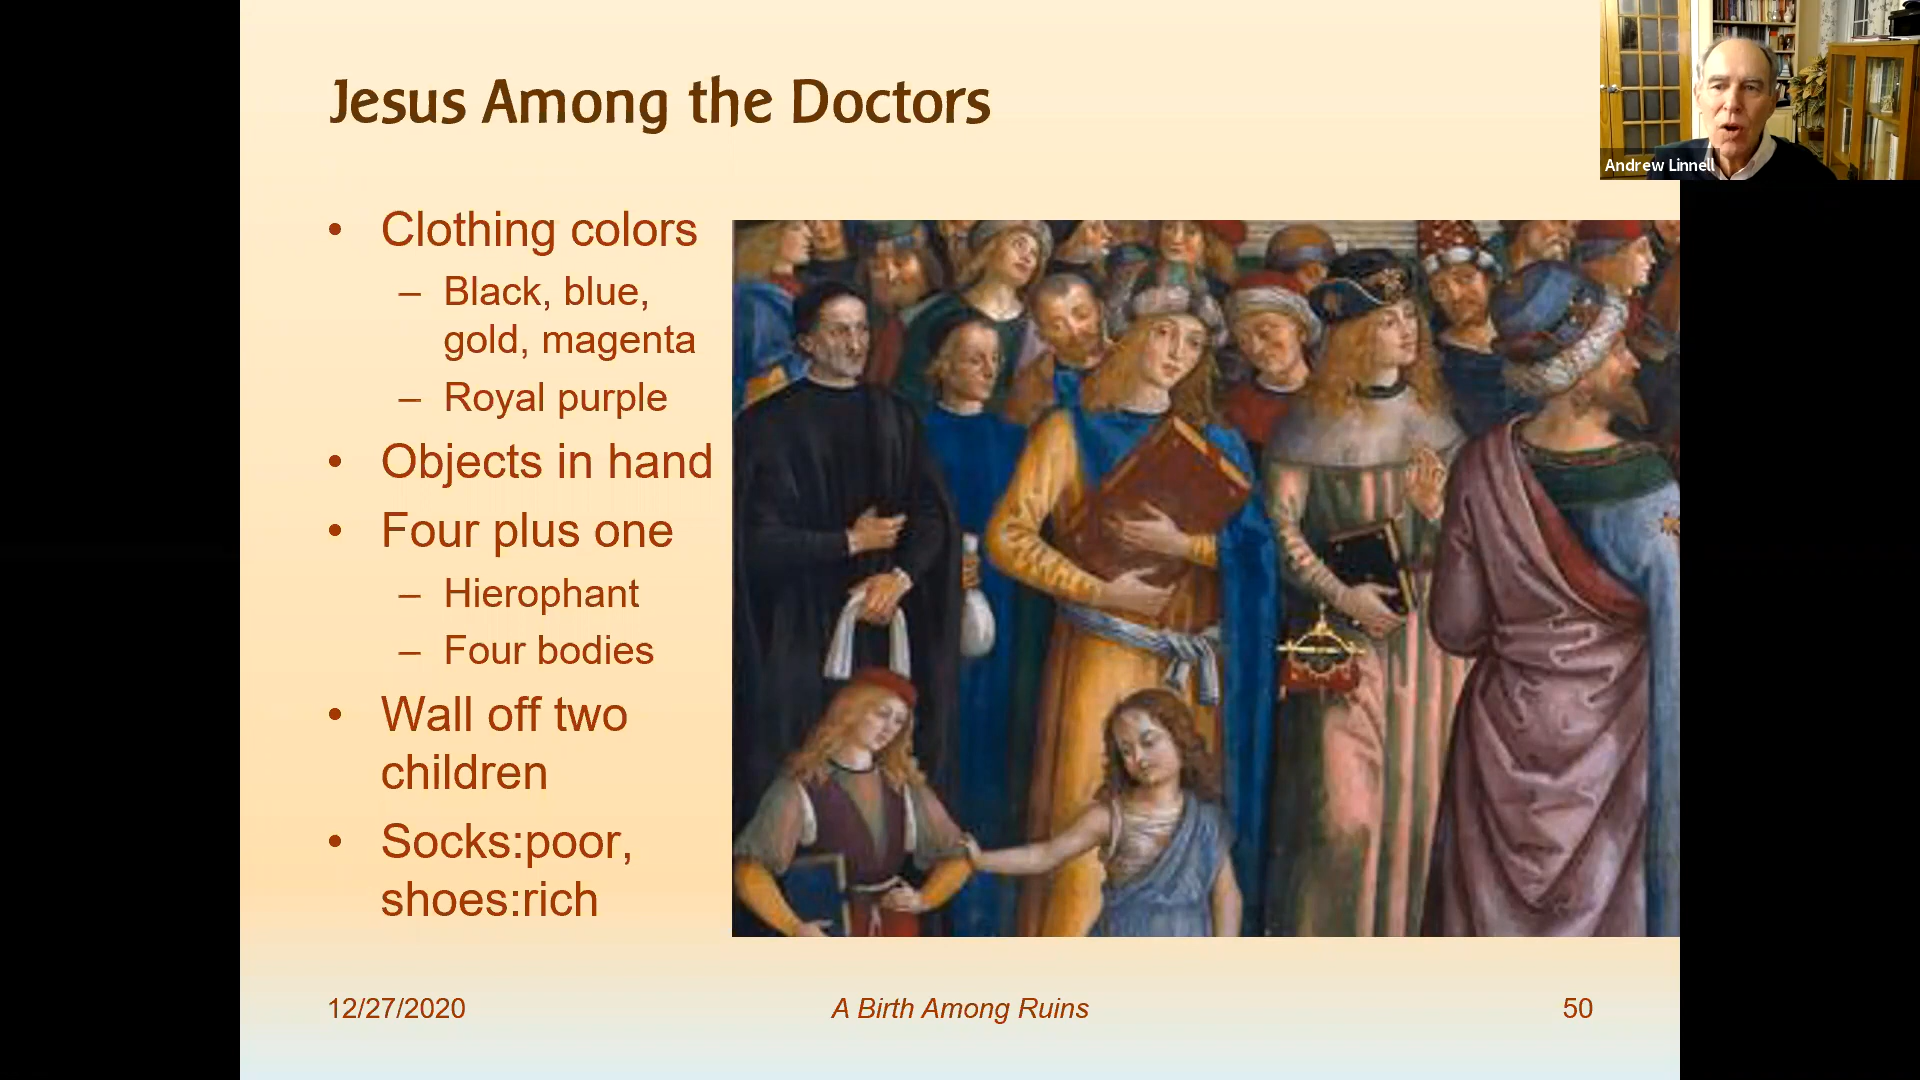 Jesus Among the Doctors
Andrew Linnell
• Clothing colors
– Black, blue,
gold, magenta
– Royal purple
• Objects in hand
• Four plus one
– Hierophant
– Four bodies
• Wall off two
children
• Socks:poor,
shoes:rich
12/27/2020
A Birth Among Ruins
50